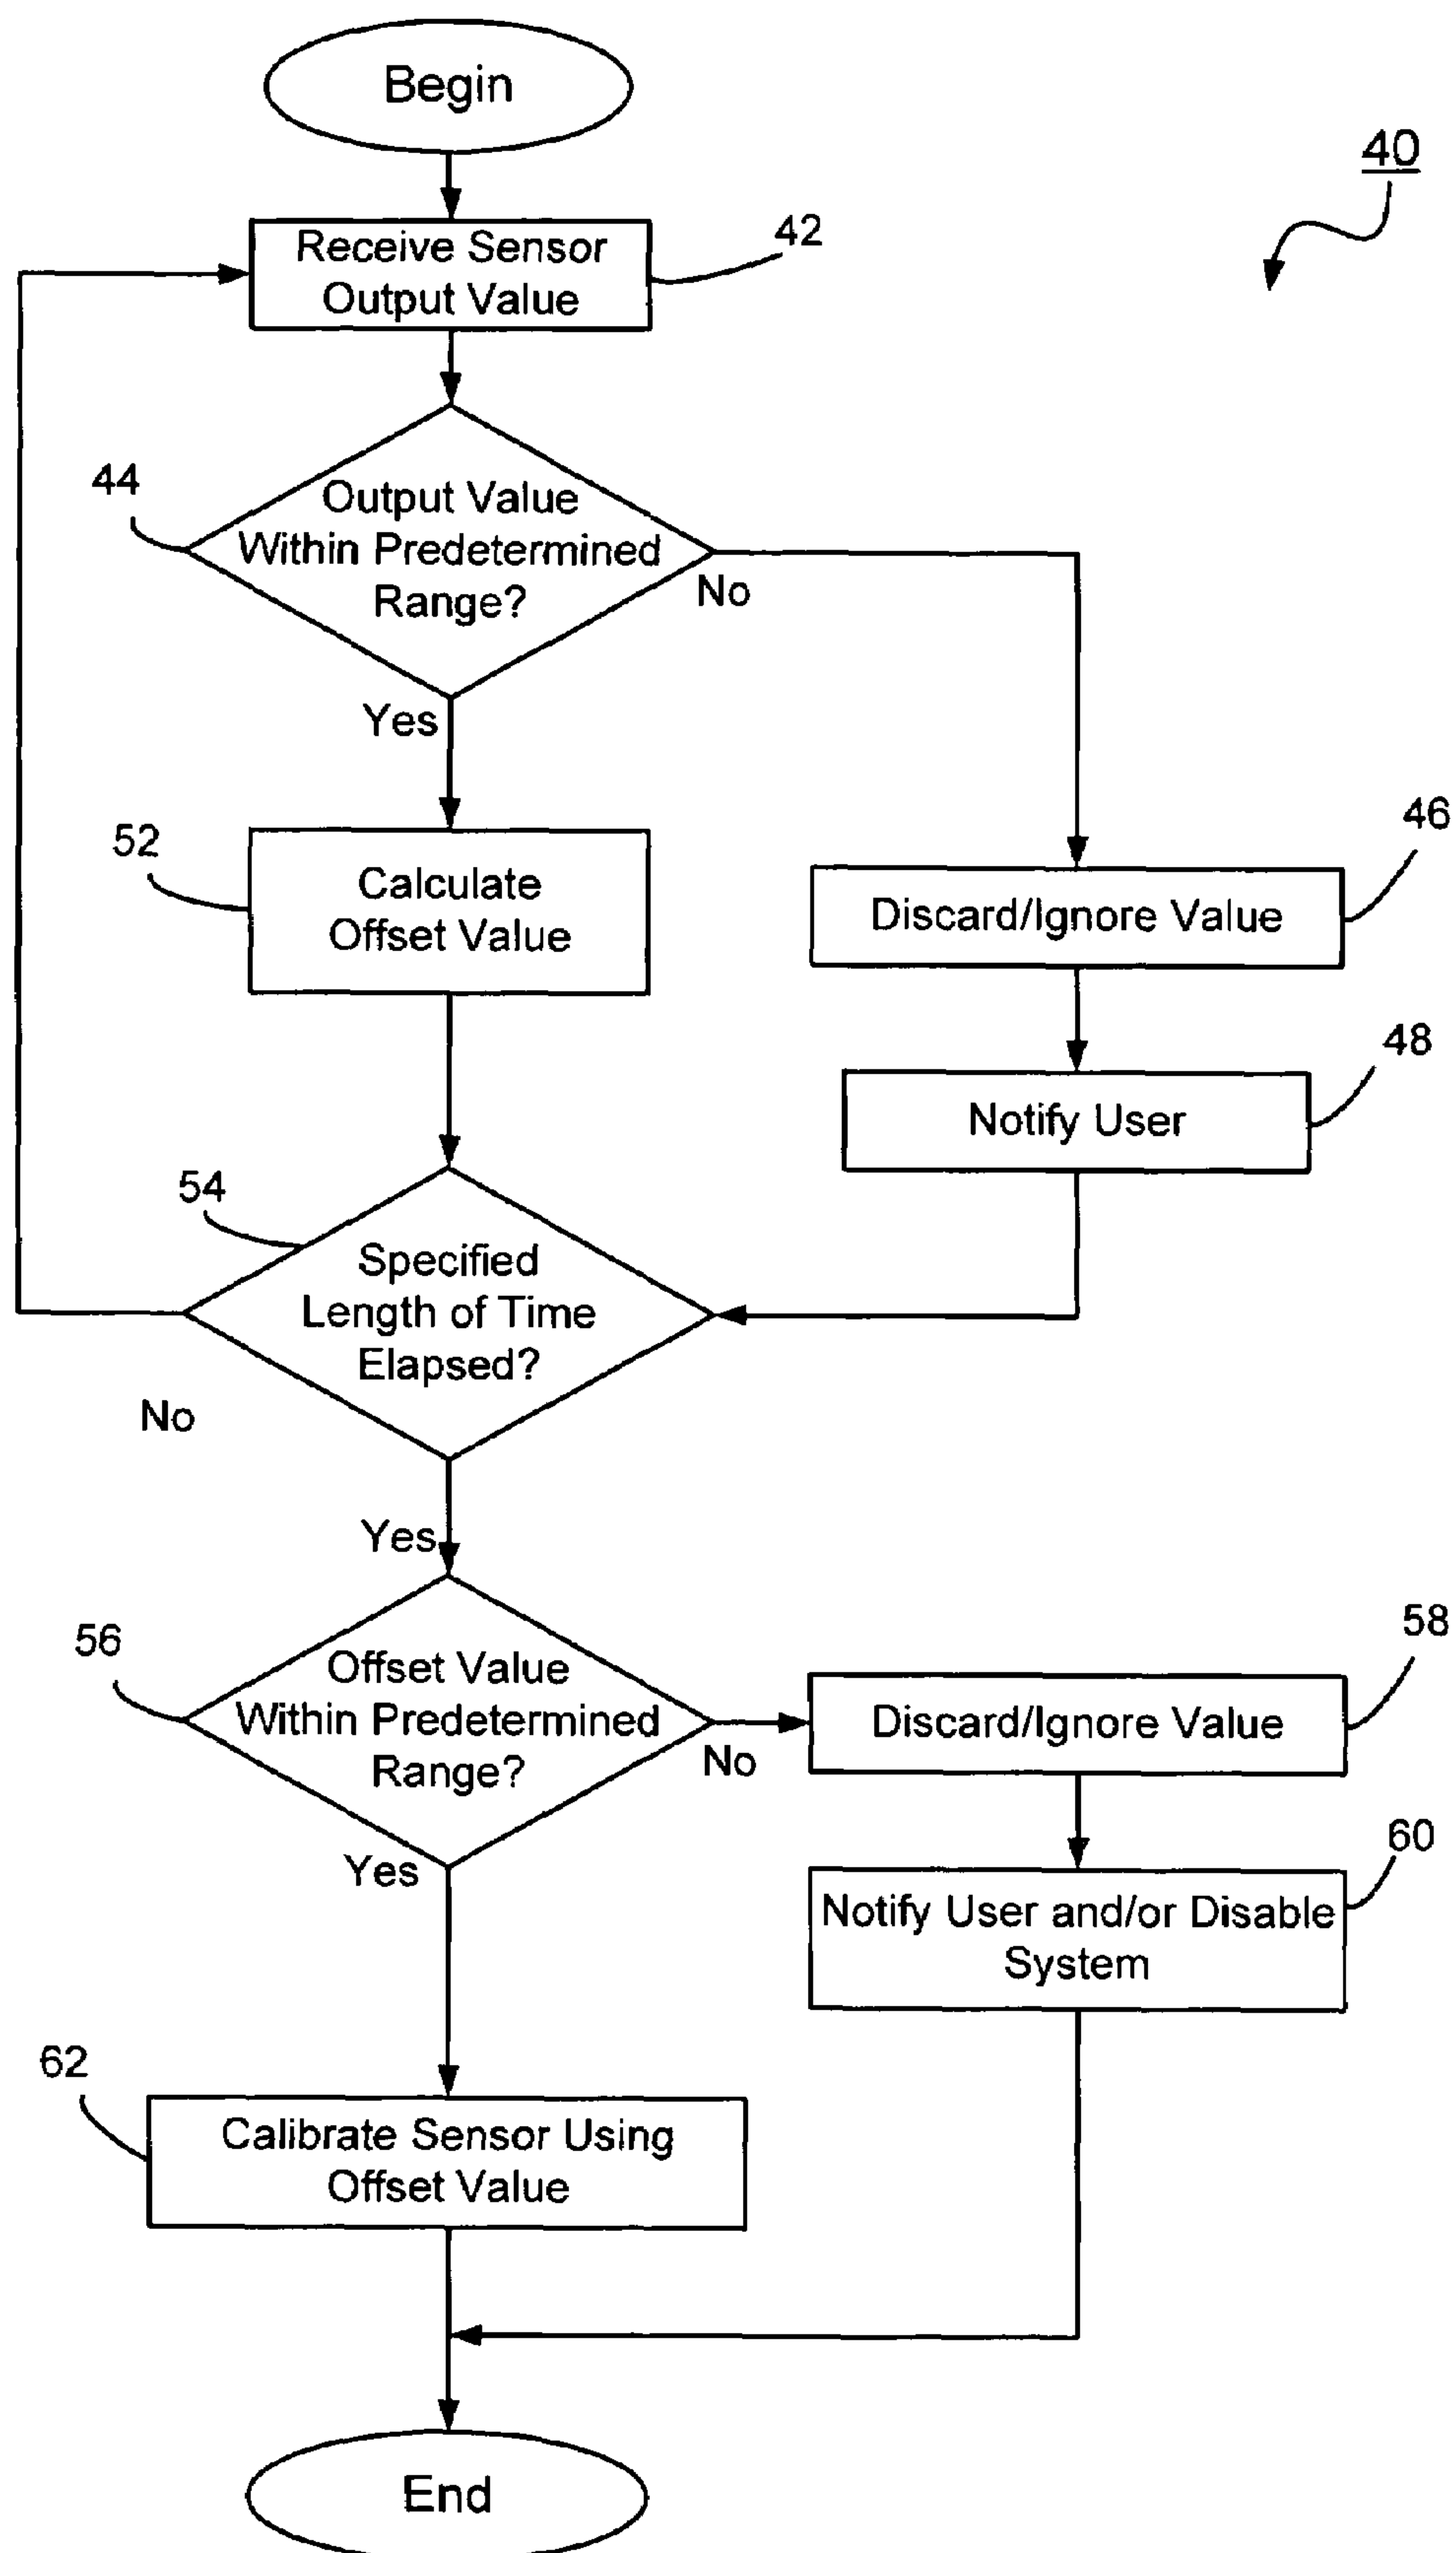 Begin
40
Receive Sensor
Output Value
42
44
Output Value
Within Predetermined
Range?
No
Yes
52
Calculate
Offset Value
46
Discard/Ignore Value
48
Notify User
54
Specified
Length of Time
Elapsed?
No
Yes
56
Offset Value
Within Predetermined
Range?
No
Yes
58
Discard/Ignore Value
60
Notify User and/or Disable
System
62
Calibrate Sensor Using
Offset Value
End